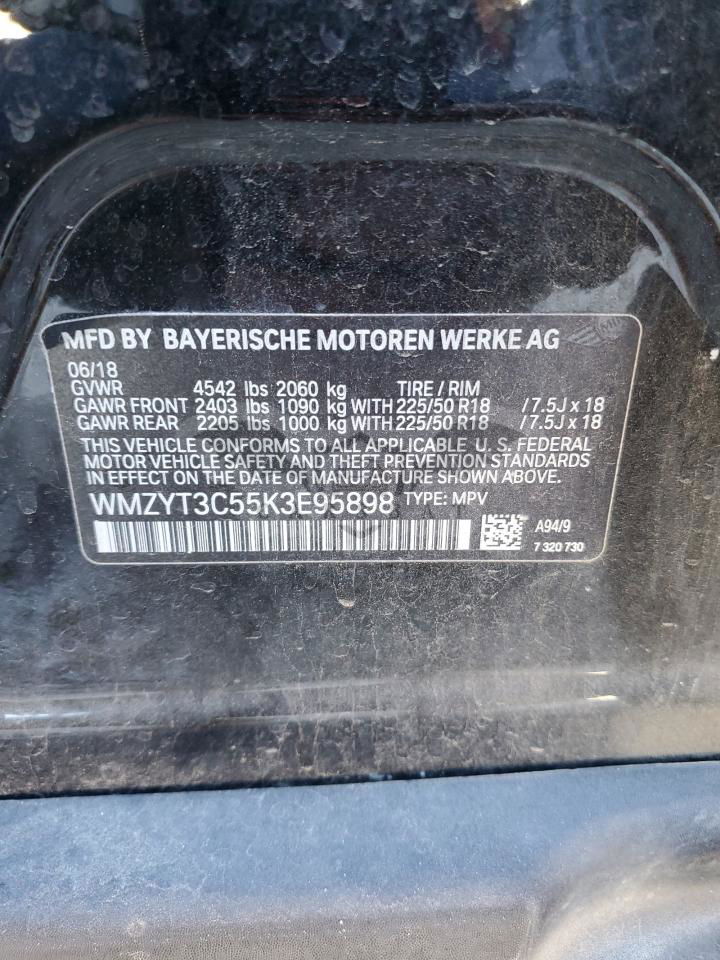 MFD BY BAYERISCHE MOTOREN WERKE AG
06/18
GVWR 4542 lbs 2060 kg TIRE / RIM
GAWR FRONT 2403 lbs 1090 kg WITH 225/50 R18 /7.5J x 18
GAWR REAR 2205 lbs 1000 kg WITH 225/50 R18 /7.5J x 18
THIS VEHICLE CONFORMS TO ALL APPLICABLE U. S. FEDERAL
MOTOR VEHICLE SAFETY AND THEFT PREVENTION STANDARDS
IN EFFECT ON THE DATE OF MANUFACTURE SHOWN ABOVE.
WMZYT3C55K3E95898 TYPE: MPV
A94/9
7 320 730